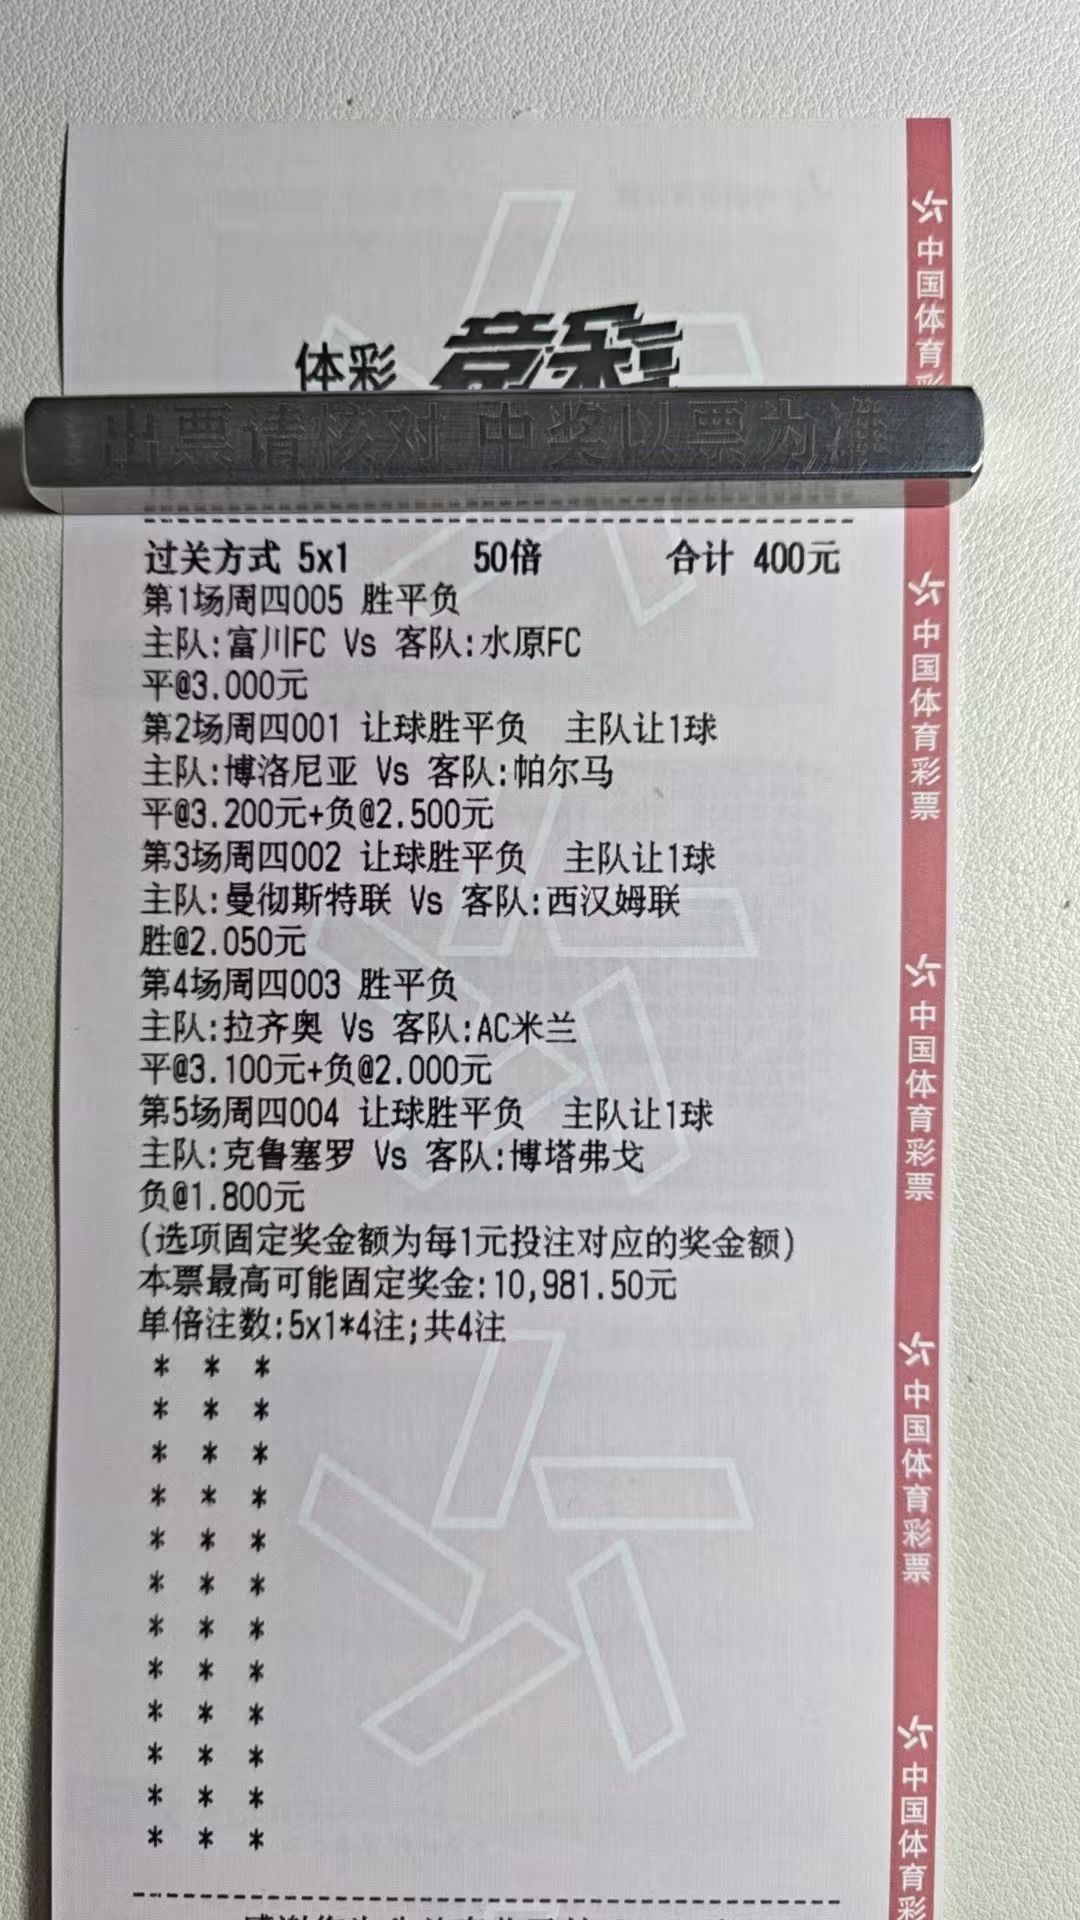 体彩 竞彩
出票请核对 中奖以票为准
过关方式 5x1 50倍 合计 400元
第1场周四005 胜平负
主队:富川FC Vs 客队:水原FC
平@3.000元
第2场周四001 让球胜平负 主队让1球
主队:博洛尼亚 Vs 客队:帕尔马
平@3.200元+负@2.500元
第3场周四002 让球胜平负 主队让1球
主队:曼彻斯特联 Vs 客队:西汉姆联
胜@2.050元
第4场周四003 胜平负
主队:拉齐奥 Vs 客队:AC米兰
平@3.100元+负@2.000元
第5场周四004 让球胜平负 主队让1球
主队:克鲁塞罗 Vs 客队:博塔弗戈
负@1.800元
(选项固定奖金额为每1元投注对应的奖金额)
本票最高可能固定奖金:10,981.50元
单倍注数:5x1*4注;共4注
* * *
* * *
* * *
* * *
* * *
* * *
* * *
* * *
* * *
* * *
* * *
* * *
中国体育彩
中国体育彩票
中国体育彩票
中国体育彩票
中国体育彩